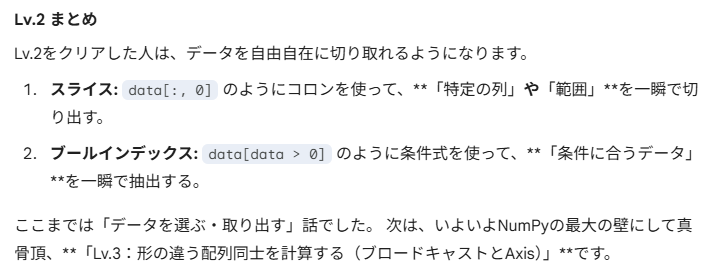 Lv.2 まとめ
Lv.2をクリアした人は、データを自由自在に切り取れるようになります。
1. スライス: data[:, 0] のようにコロンを使って、**「特定の列」や「範囲」**を一瞬で切
り出す。
2. ブールインデックス: data[data > 0] のように条件式を使って、**「条件に合うデータ」
**を一瞬で抽出する。
ここまでは「データを選ぶ・取り出す」話でした。 次は、いよいよNumPyの最大の壁にして真
骨頂、**「Lv.3：形の違う配列同士を計算する（ブロードキャストとAxis）」**です。